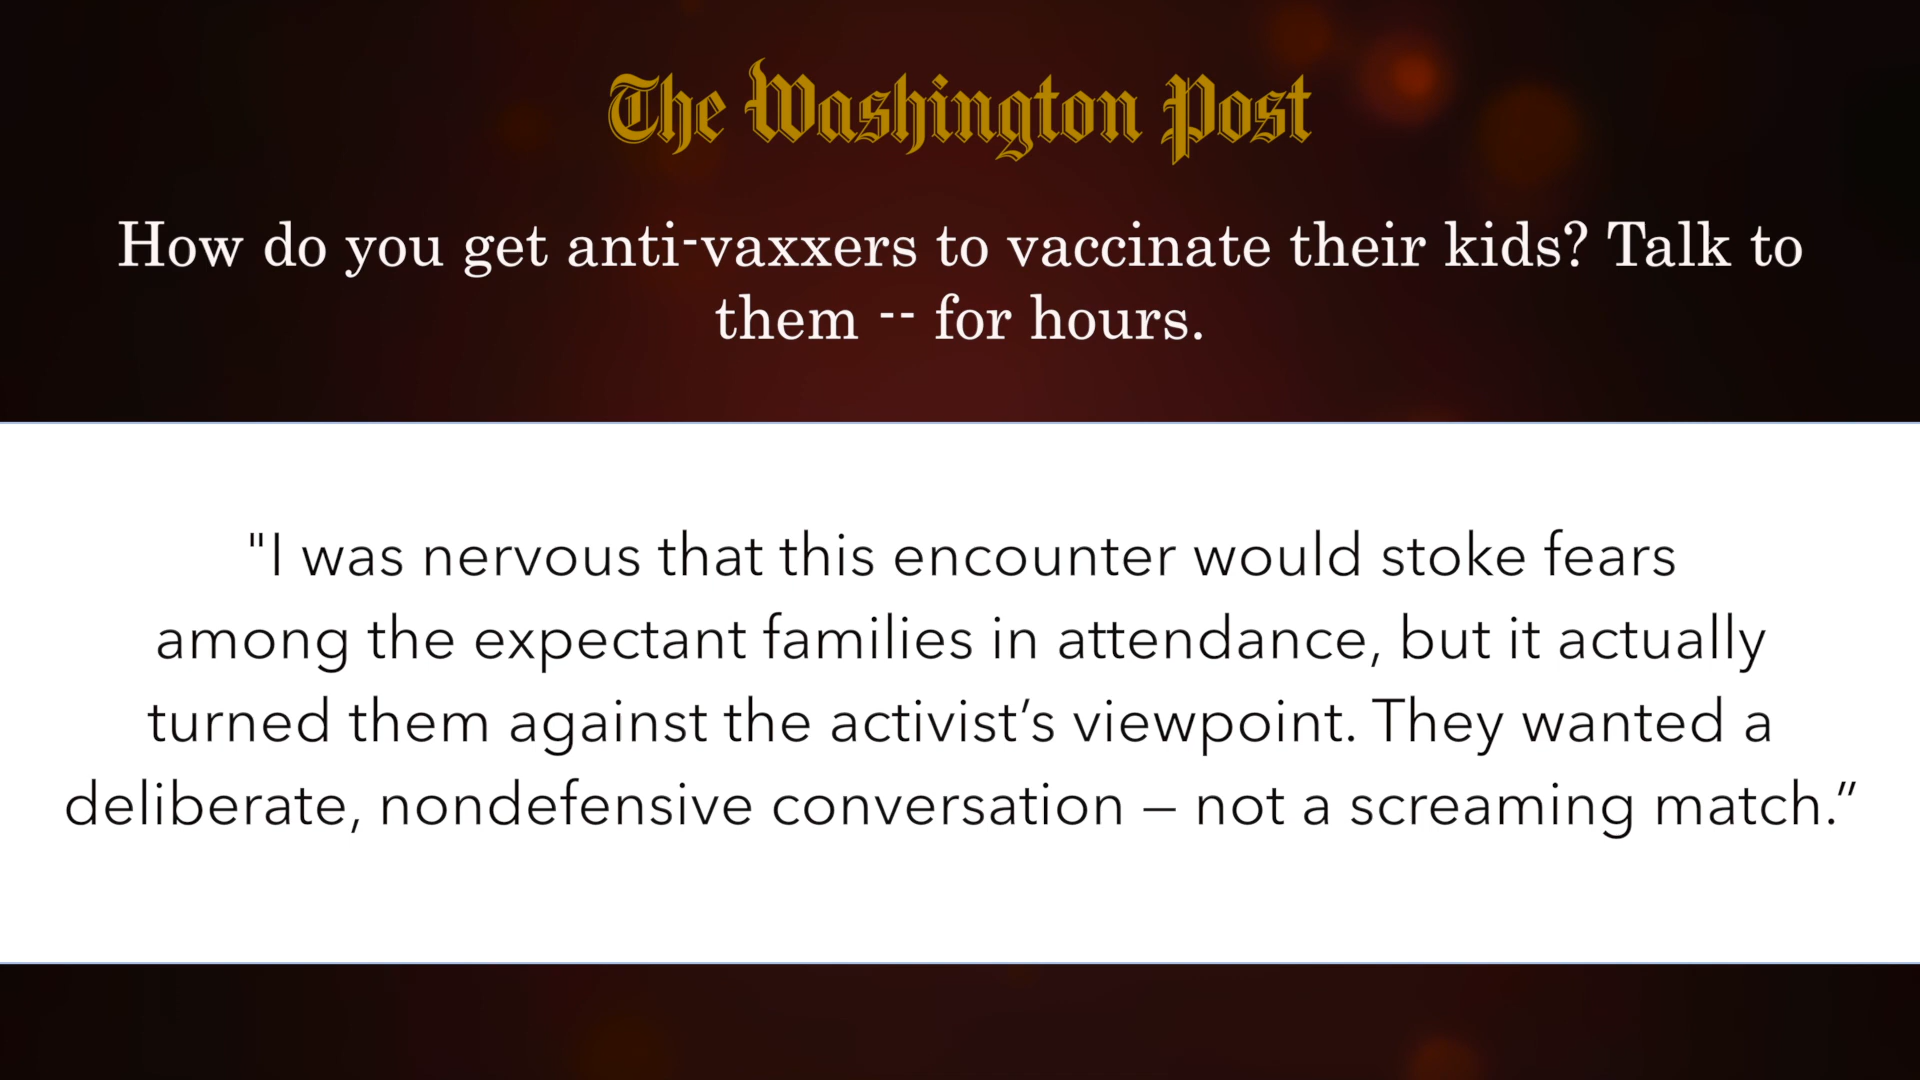 The Washington Post
How do you get anti-vaxxers to vaccinate their kids? Talk to
them -- for hours.
"I was nervous that this encounter would stoke fears
among the expectant families in attendance, but it actually
turned them against the activist’s viewpoint. They wanted a
deliberate, nondefensive conversation – not a screaming match.”